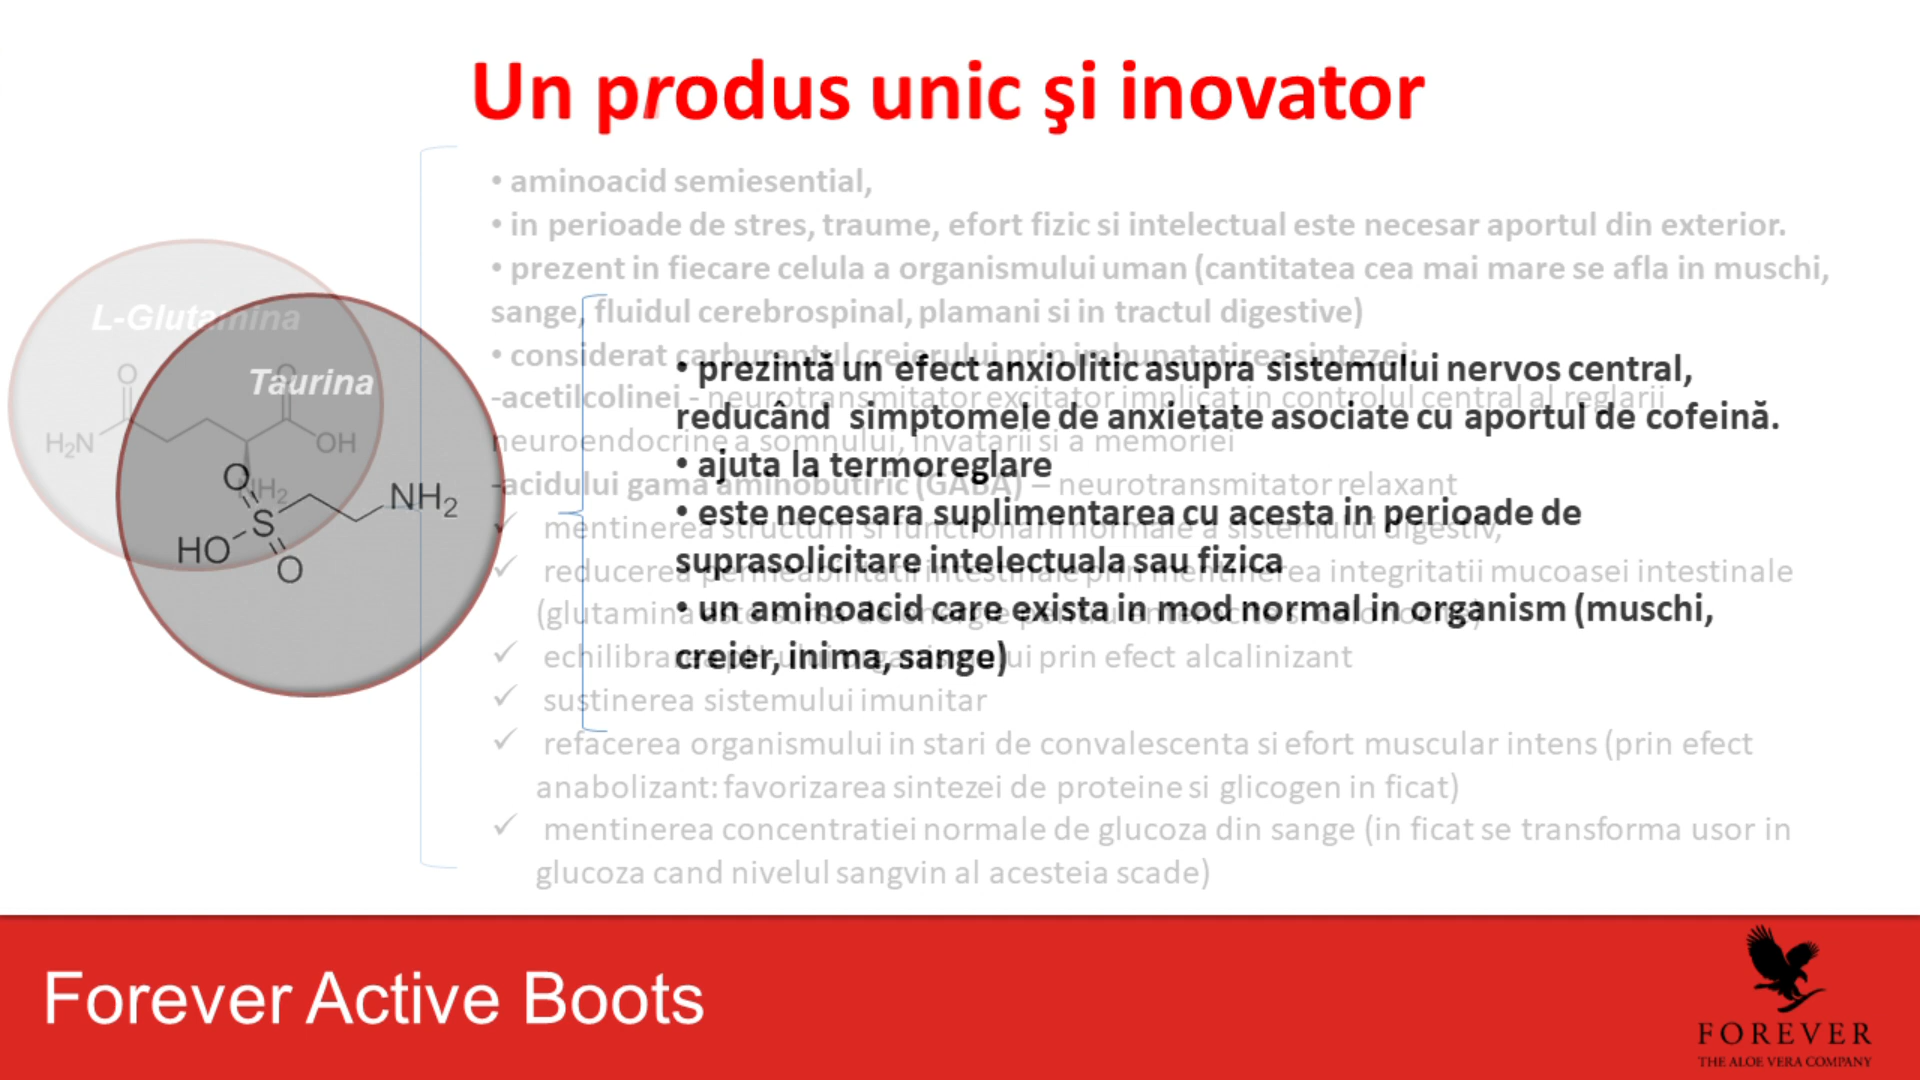 Un produs unic şi inovator
• aminoacid semiesential,
• in perioade de stres, traume, efort fizic si intelectual este necesar aportul din exterior.
• prezent in fiecare celula a organismului uman (cantitatea cea mai mare se afla in muschi,
sange, fluidul cerebrospinal, plamani si in tractul digestive)
• considerat carburantul creierului prin imbunatatirea sintezei:
-acetilcolinei - neurotransmitator excitator implicat in controlul central al reglarii
neuroendocrine a somnului, invatarii si a memoriei
-acidului gama aminobutiric (GABA) – neurotransmitator relaxant
✓ mentinerea structurii si functionarii normale a sistemului digestiv,
✓ reducerea permeabilitatii intestinale prin mentinerea integritatii mucoasei intestinale
(glutamina este sursa de energie pentru enterocite si
✓ echilibrarea prin efect alcalinizant
✓ sustinerea sistemului imunitar
✓ refacerea organismului in stari de convalescenta si efort muscular intens (prin efect
anabolizant: favorizarea sintezei de proteine si glicogen in ficat)
✓ mentinerea concentratiei normale de glucoza din sange (in ficat se transforma usor in
glucoza cand nivelul sangvin al acesteia scade)
• prezintă un efect anxiolitic asupra sistemului nervos central,
reducând simptomele de anxietate asociate cu aportul de cofeină.
• ajuta la termoreglare
• este necesara suplimentarea cu acesta in perioade de
suprasolicitare intelectuala sau fizica
• un aminoacid care exista in mod normal in organism (muschi,
creier, inima, sange)
L-Glutamina
O O
H₂N OH
NH₂
Taurina
O
S NH₂
HO
O
Forever Active Boots
FOREVER
THE ALOE VERA COMPANY